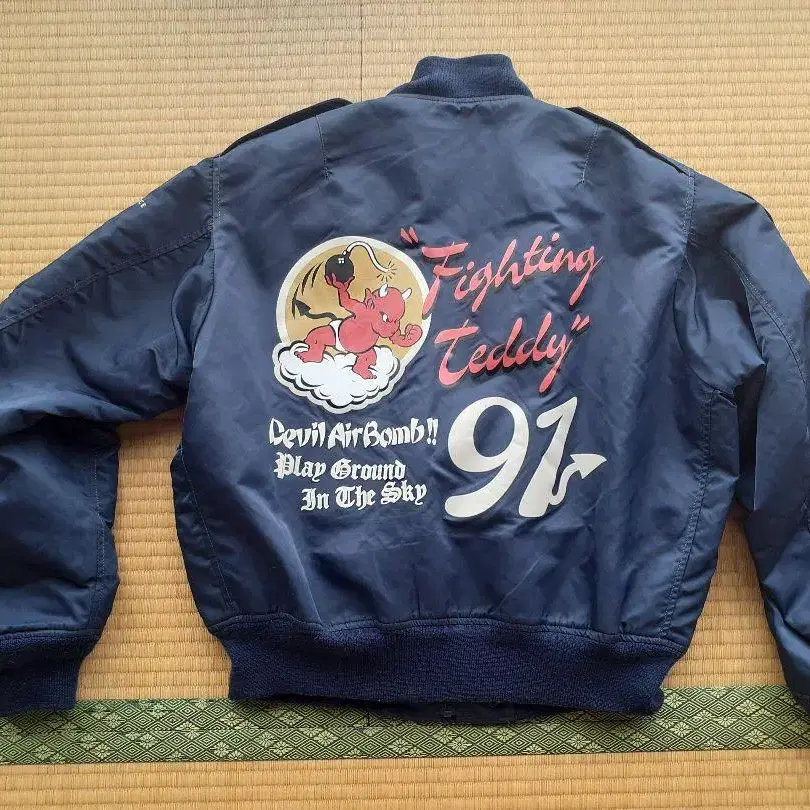 "Fighting
Teddy"
Devil Air Bomb!!
Play Ground
In The Sky
91